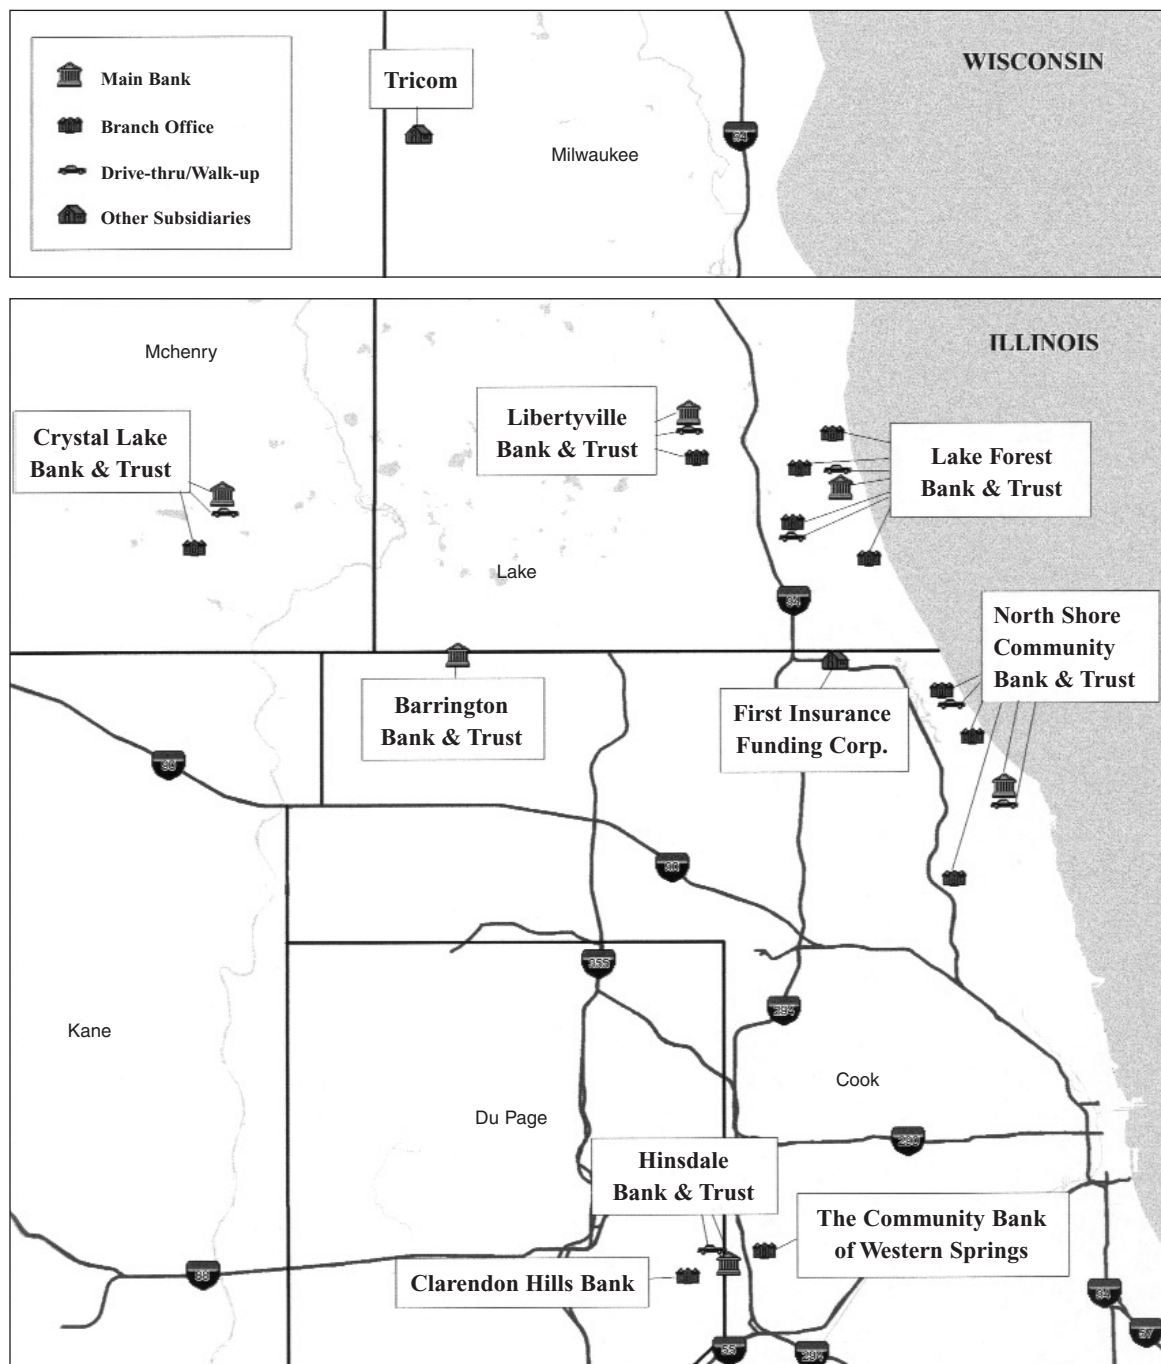 WISCONSIN
Main Bank
Branch Office
Drive-thru/Walk-up
Other Subsidiaries
Tricom
Milwaukee
94
ILLINOIS
Mchenry
Crystal Lake
Bank & Trust
Libertyville
Bank & Trust
Lake Forest
Bank & Trust
Lake
94
North Shore
Community
Bank & Trust
Barrington
Bank & Trust
First Insurance
Funding Corp.
90
90
355
294
Kane
Cook
Du Page
290
Hinsdale
Bank & Trust
The Community Bank
of Western Springs
Clarendon Hills Bank
88
94
57
55
294